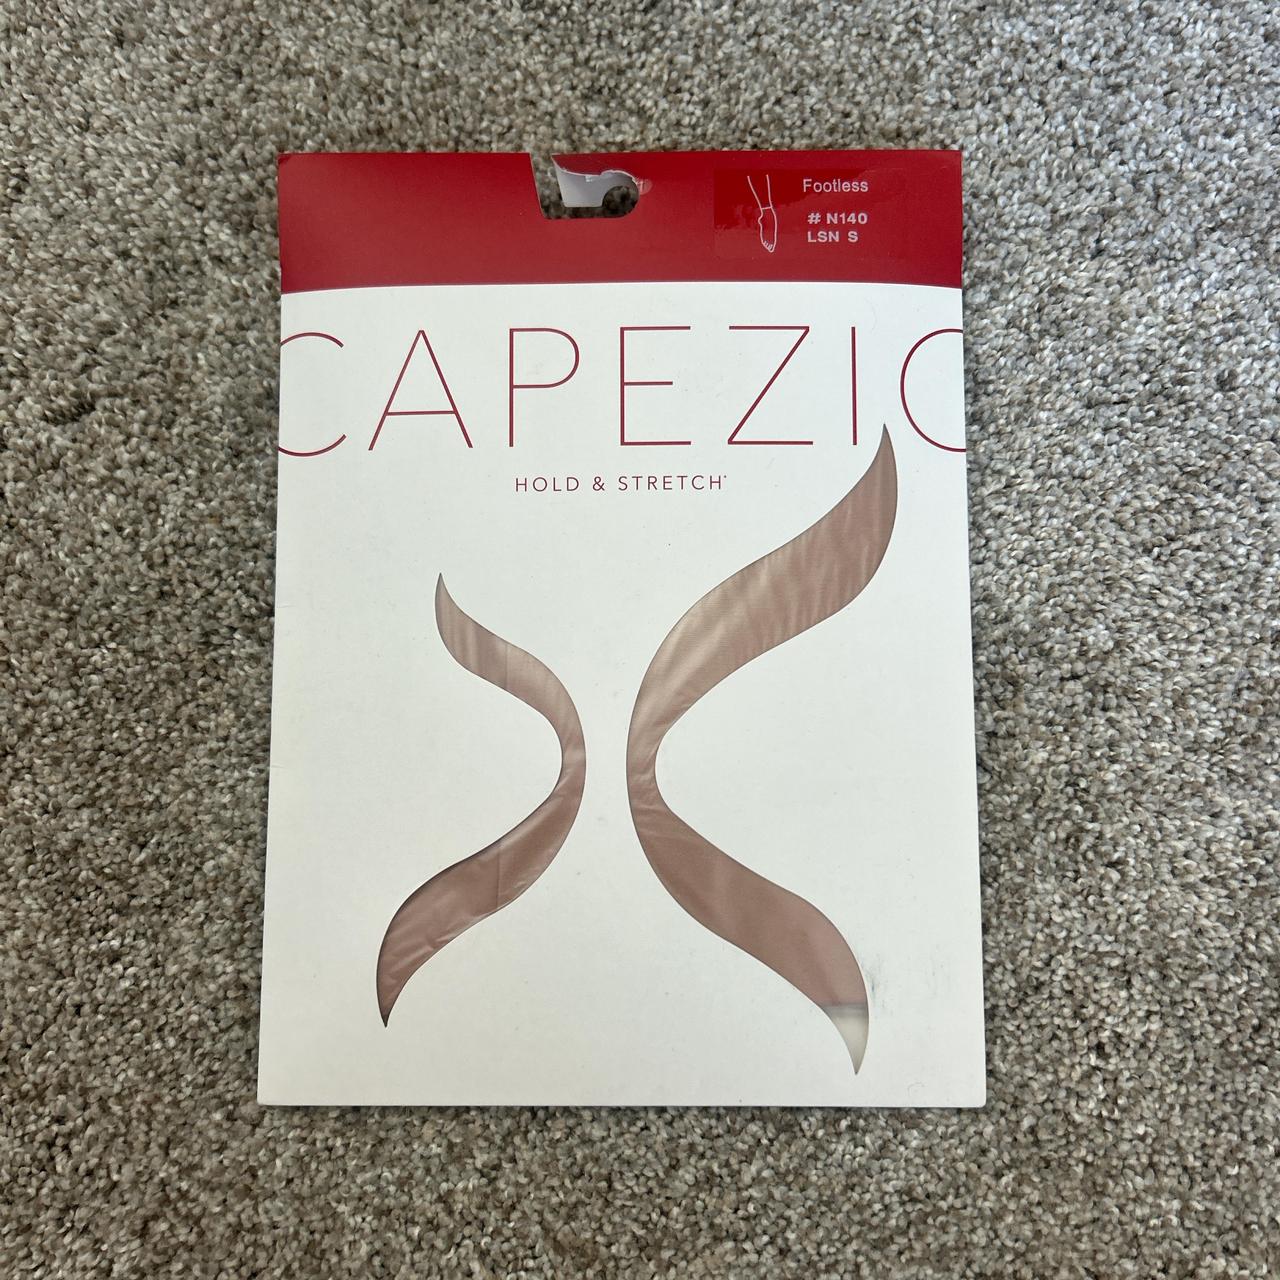 Footless
# N140
LSN S
CAPEZIO
HOLD & STRETCH®